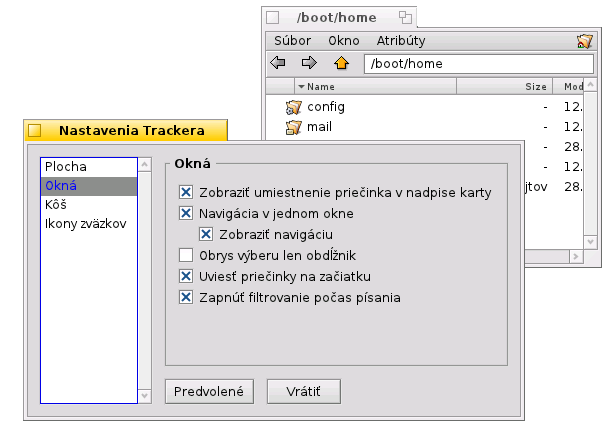 /boot/home
Súbor Okno Atribúty
/boot/home
Name Size Mod
config - 12.
mail - 12.
- 28.
- 12.
jtov 28.
Nastavenia Trackera
Plocha
Okná
Kôš
Ikony zväzkov
Okná
Zobraziť umiestnenie priečinka v nadpise karty
Navigácia v jednom okne
Zobraziť navigáciu
Obrys výberu len obdĺžnik
Uviesť priečinky na začiatku
Zapnúť filtrovanie počas písania
Predvolené Vrátiť